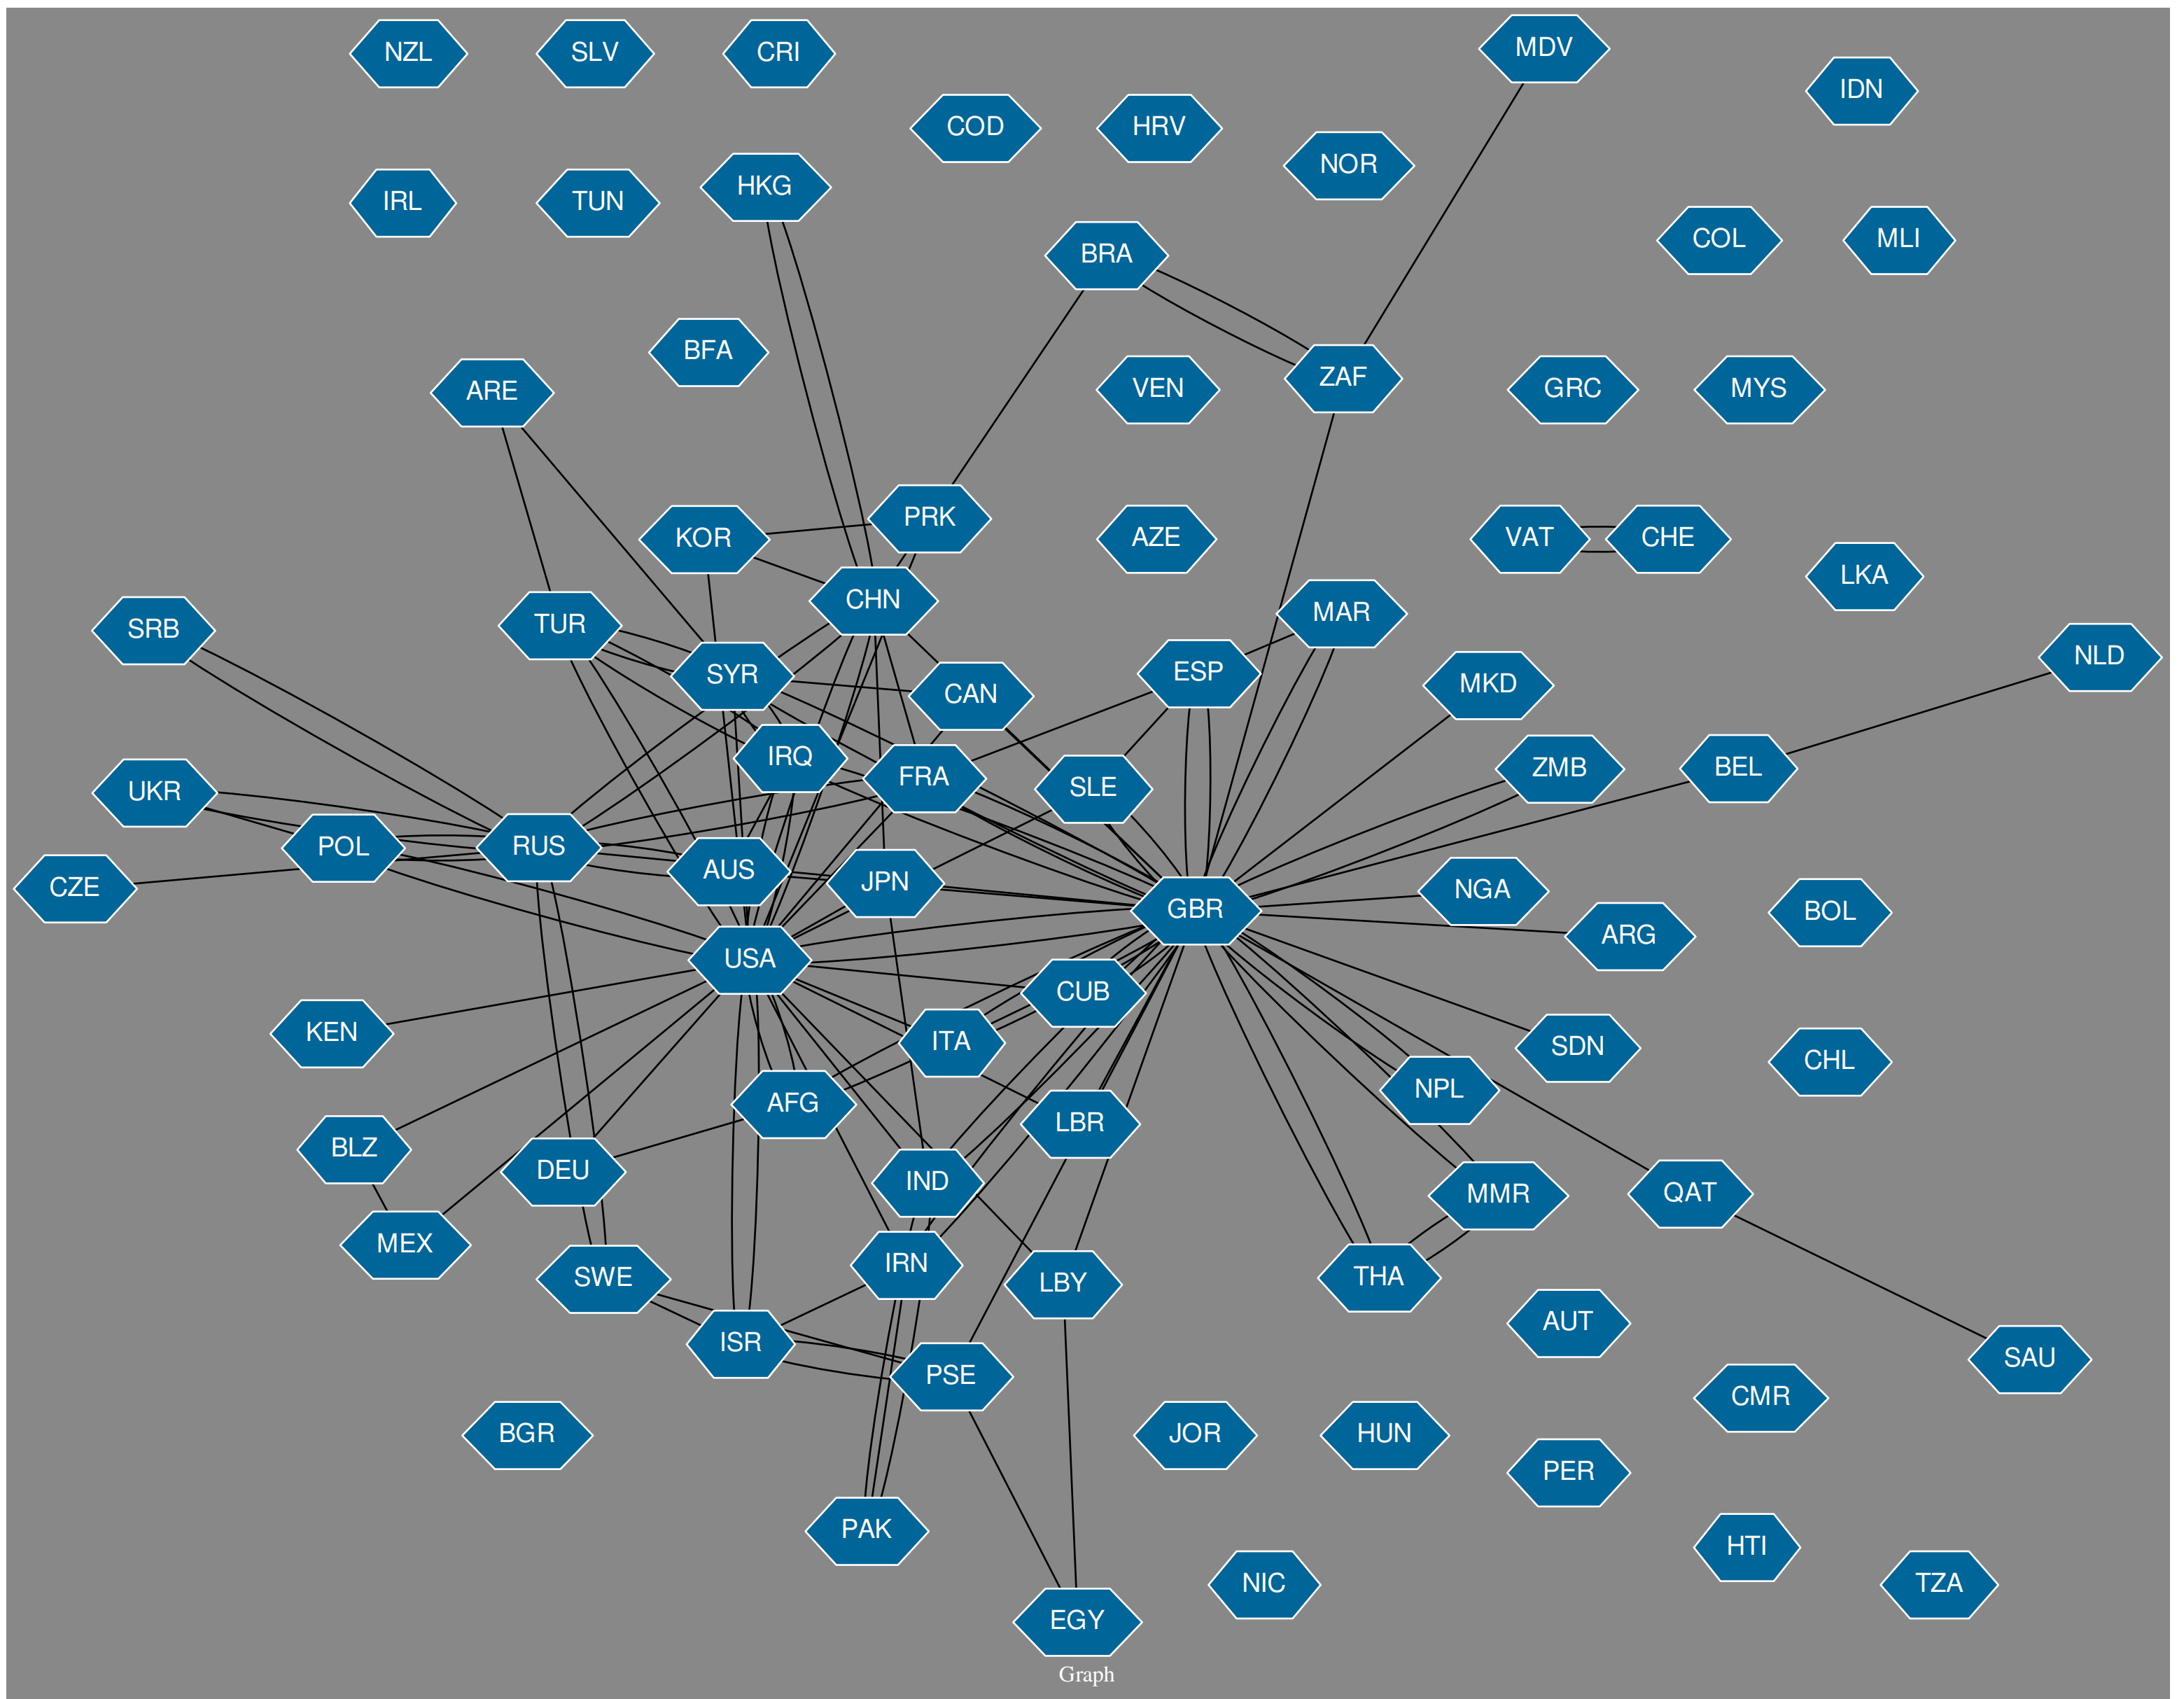 NZL
SLV
CRI
MDV
IDN
COD
HRV
NOR
IRL
TUN
HKG
COL
MLI
BRA
BFA
ARE
VEN
ZAF
GRC
MYS
KOR
PRK
AZE
VAT
CHE
LKA
CHN
TUR
SRB
MAR
NLD
SYR
CAN
ESP
MKD
IRQ
FRA
SLE
ZMB
BEL
UKR
POL
RUS
CZE
AUS
JPN
GBR
NGA
ARG
BOL
USA
CUB
KEN
ITA
SDN
CHL
AFG
NPL
LBR
BLZ
DEU
IND
MMR
QAT
MEX
SWE
IRN
LBY
THA
AUT
ISR
PSE
SAU
CMR
BGR
JOR
HUN
PER
PAK
HTI
NIC
TZA
EGY
Graph